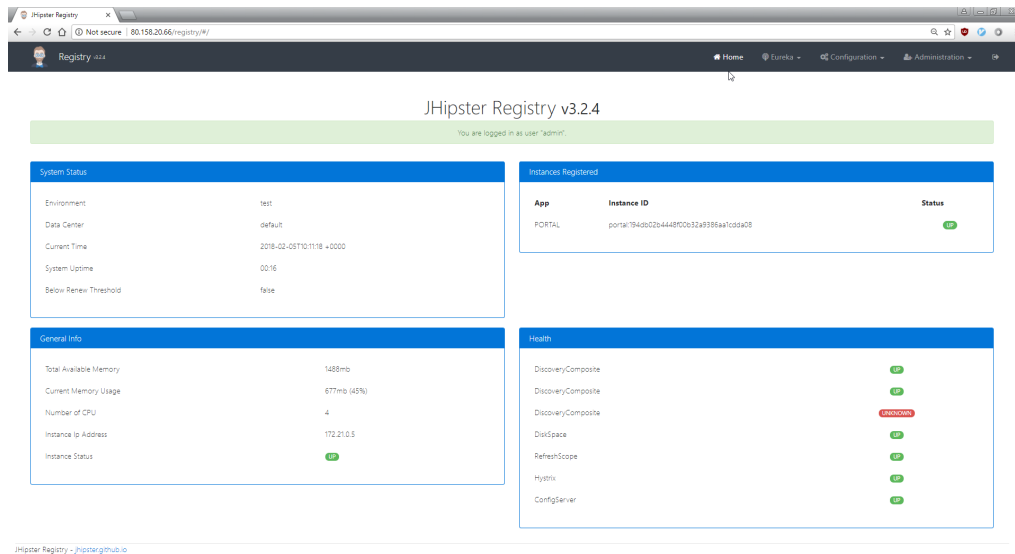 JHipster Registry
Not secure | 80.158.20.66/registry/#/
Registry v3.2.4
Home Eureka Configuration Administration
JHipster Registry v3.2.4
You are logged in as user "admin".
System Status
Environment test
Data Center default
Current Time 2018-02-05T10:11:18 +0000
System Uptime 00:16
Below Renew Threshold false
Instances Registered
App Instance ID Status
PORTAL portal:194db02b4448f00b32a9386aa1cdda08 UP
General Info
Total Available Memory 1488mb
Current Memory Usage 677mb (45%)
Number of CPU 4
Instance Ip Address 172.21.0.5
Instance Status UP
Health
DiscoveryComposite UP
DiscoveryComposite UP
DiscoveryComposite UNKNOWN
DiskSpace UP
RefreshScope UP
Hystrix UP
ConfigServer UP
JHipster Registry - jhipster.github.io